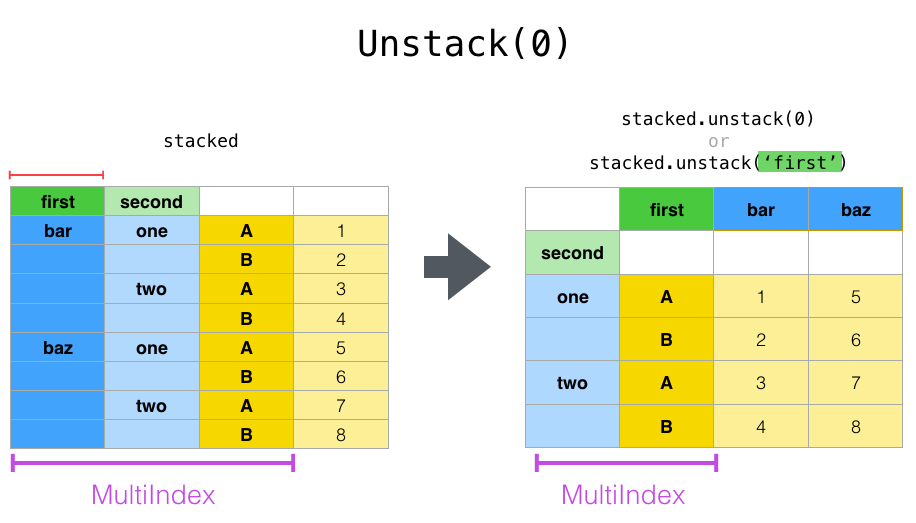 Unstack(0)
stacked
first second
bar one A 1
B 2
two A 3
B 4
baz one A 5
B 6
two A 7
B 8
MultiIndex
stacked.unstack(0)
or
stacked.unstack(‘first’)
first bar baz
second
one A 1 5
B 2 6
two A 3 7
B 4 8
MultiIndex